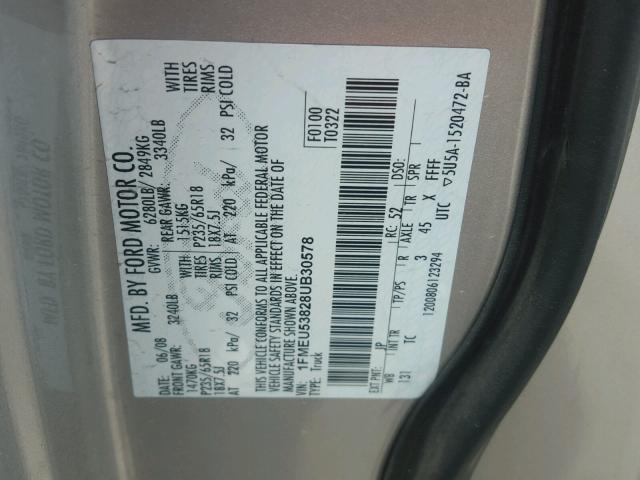 MFD. BY FORD MOTOR CO.
DATE: 06/08
GVWR: 6280LB/ 2849KG
FRONT GAWR: 3240LB
REAR GAWR: 3340LB
1470KG
1515KG
WITH
P235/65R18
TIRES
P235/65R18
TIRES
18X7.5J
RIMS
18X7.5J
RIMS
AT 220 kPa/ 32 PSI COLD
AT 220 kPa/ 32 PSI COLD
THIS VEHICLE CONFORMS TO ALL APPLICABLE FEDERAL MOTOR
VEHICLE SAFETY STANDARDS IN EFFECT ON THE DATE OF
MANUFACTURE SHOWN ABOVE.
VIN: 1FMEU53828UB30578
TYPE: Truck
F0100
T0322
EXT PNT: JP
RC: 52
DSO:
WB
INT TR
TP/PS
R
AXLE
TR
SPR
131
TC
3
45
X
FFFF
1200806123294
UTC
▽5U5A-1520472-BA